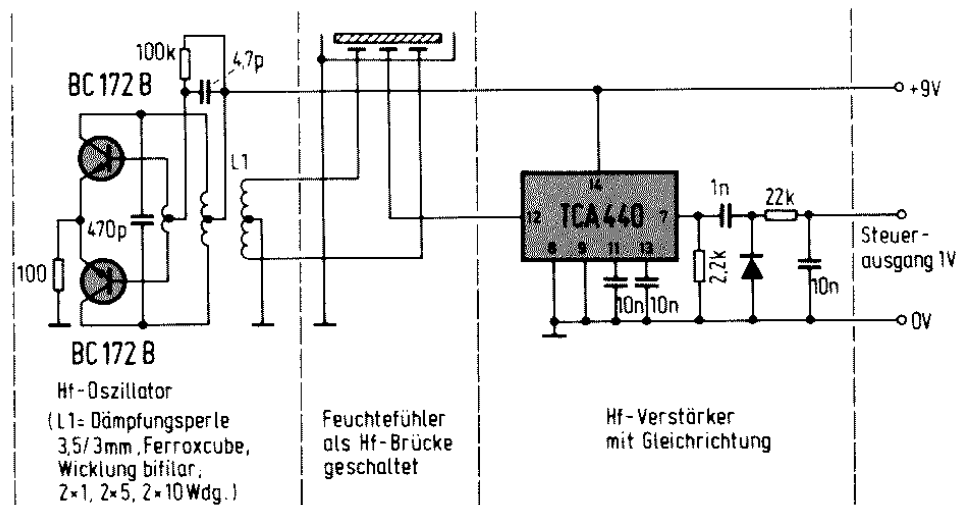 100k
4,7p
BC 172 B
L1
470p
100
BC 172 B
+9V
14
12
TCA 440
7
8
9
11
13
1n
22k
2,2k
10n
10n
10n
Steuer-
ausgang 1V
0V
Hf-Oszillator
(L1= Dämpfungsperle
3,5/3mm, Ferroxcube,
Wicklung bifilar,
2×1, 2×5, 2×10 Wdg.)
Feuchtefühler
als Hf-Brücke
geschaltet
Hf-Verstärker
mit Gleichrichtung